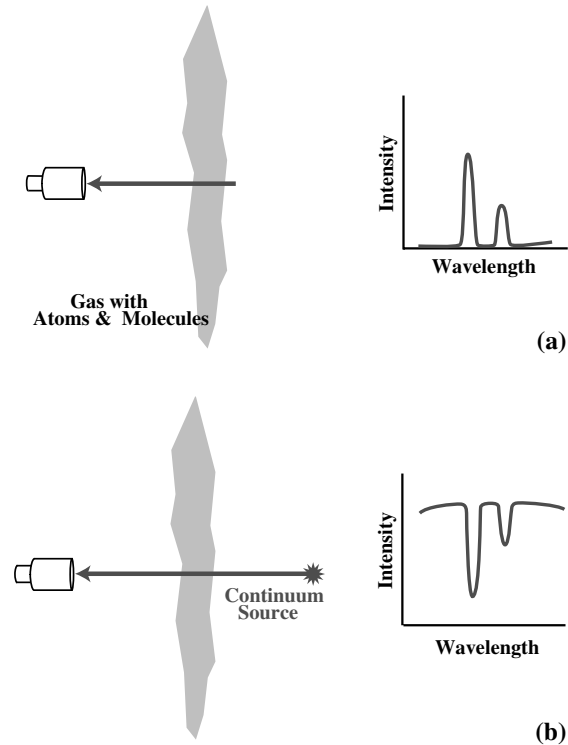 Intensity
Wavelength
Gas with
Atoms & Molecules
(a)
Continuum
Source
Intensity
Wavelength
(b)